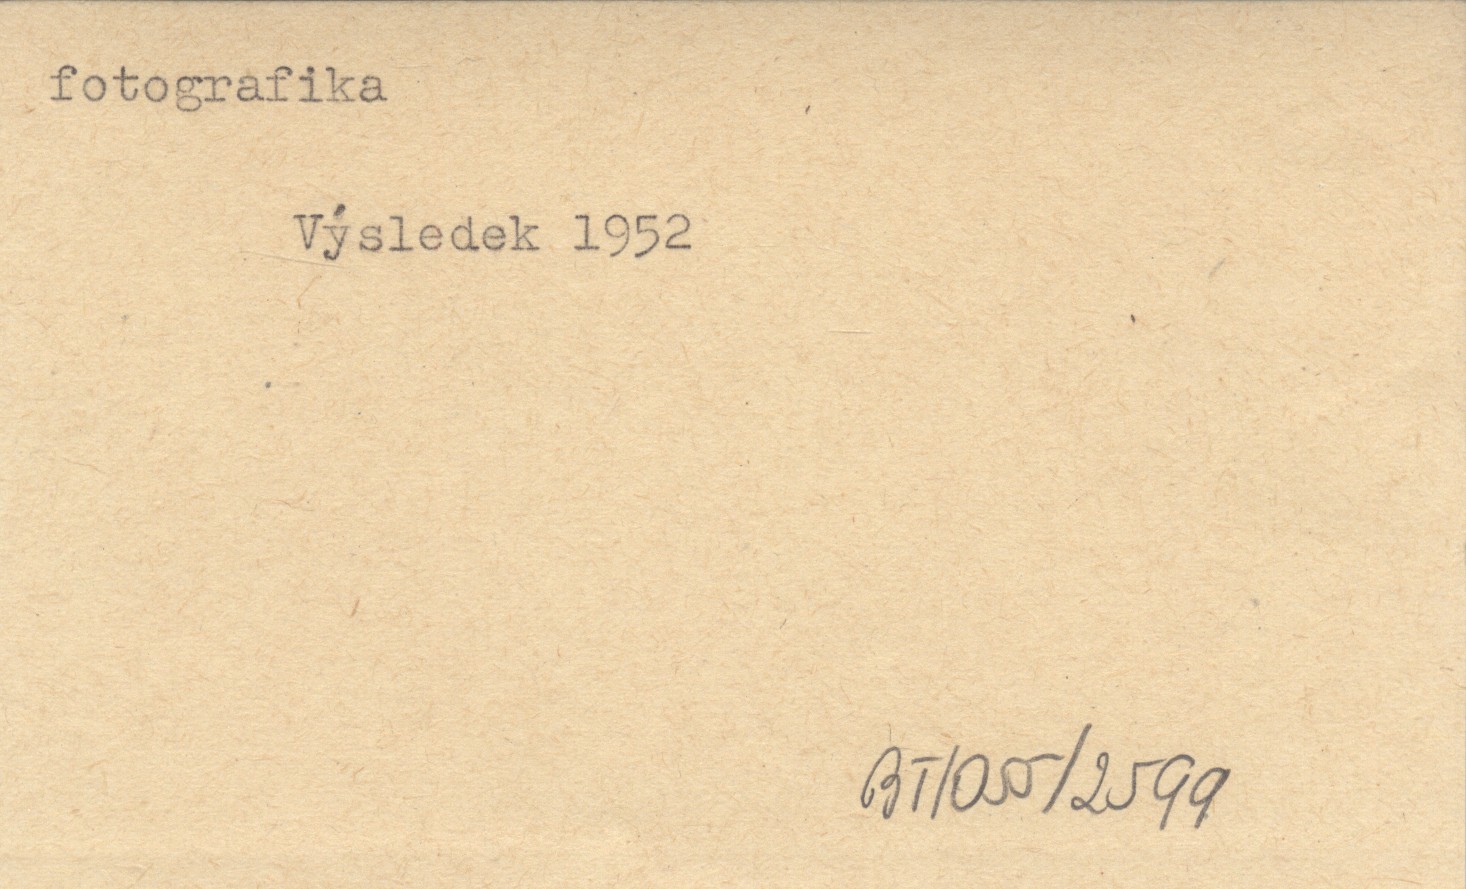 fotografika
Výsledek 1952
BT/055/2599